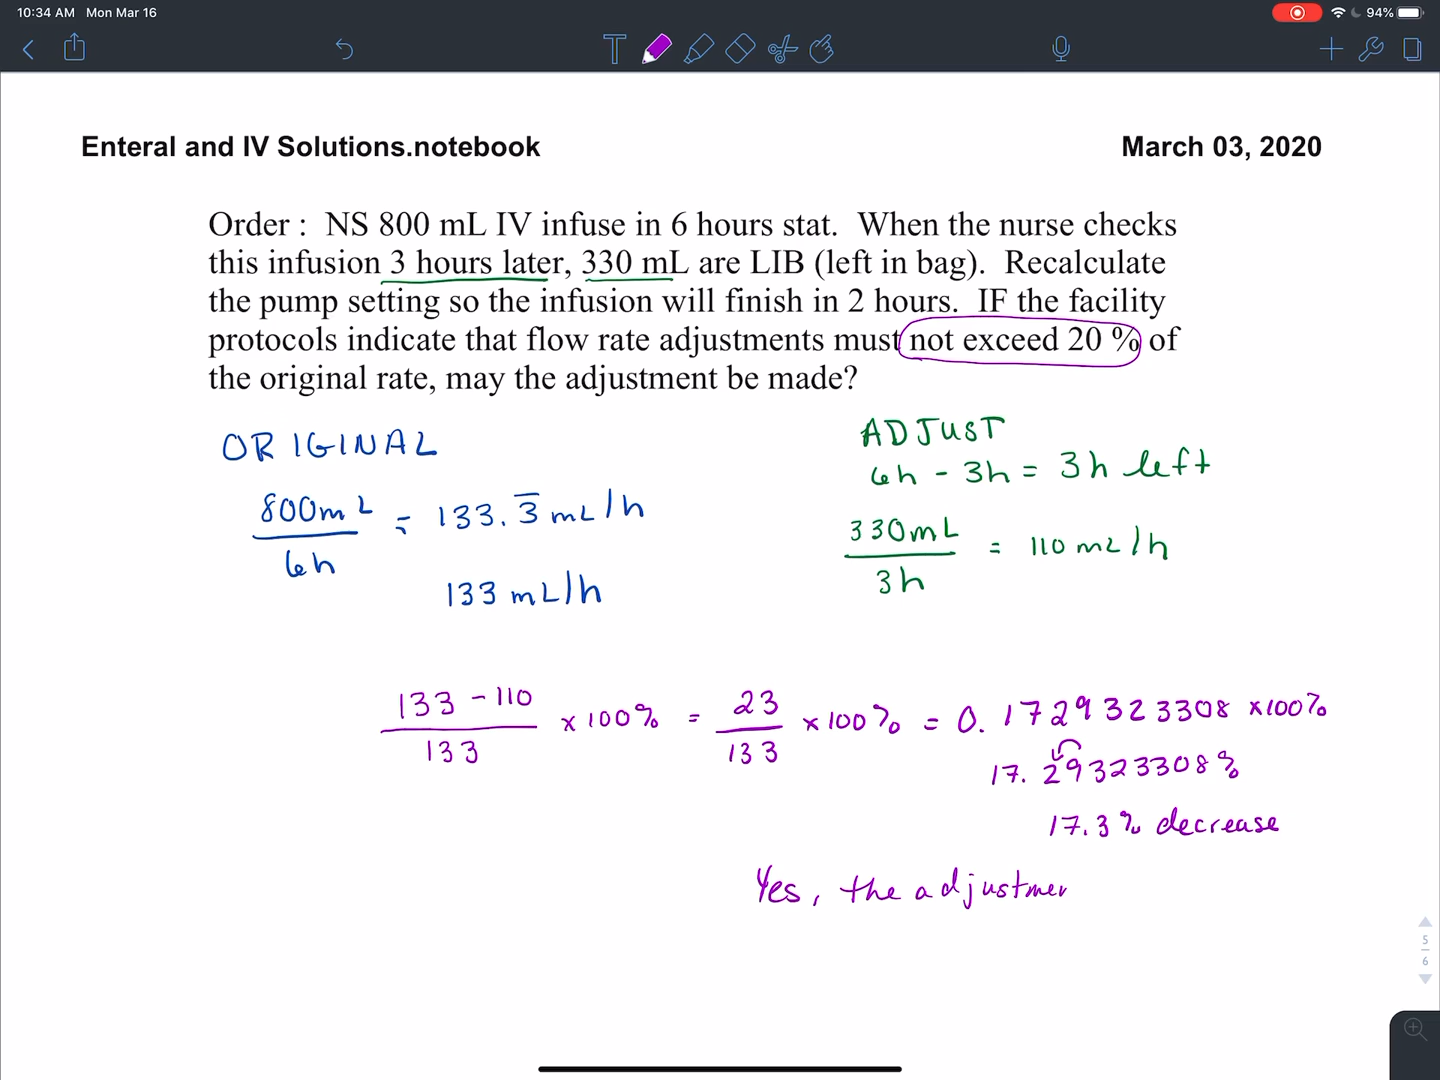 10:34 AM Mon Mar 16
94%
Enteral and IV Solutions.notebook
March 03, 2020
Order : NS 800 mL IV infuse in 6 hours stat. When the nurse checks
this infusion 3 hours later, 330 mL are LIB (left in bag). Recalculate
the pump setting so the infusion will finish in 2 hours. IF the facility
protocols indicate that flow rate adjustments must not exceed 20 % of
the original rate, may the adjustment be made?
ORIGINAL
800mL / 6h = 133.3̅ mL/h
133 mL/h
ADJUST
6h - 3h = 3h left
330mL / 3h = 110 mL/h
133 - 110 / 133 x 100% = 23 / 133 x 100% = 0.1729323308 x100%
17.29323308%
17.3% decrease
Yes, the adjustmen
5
6